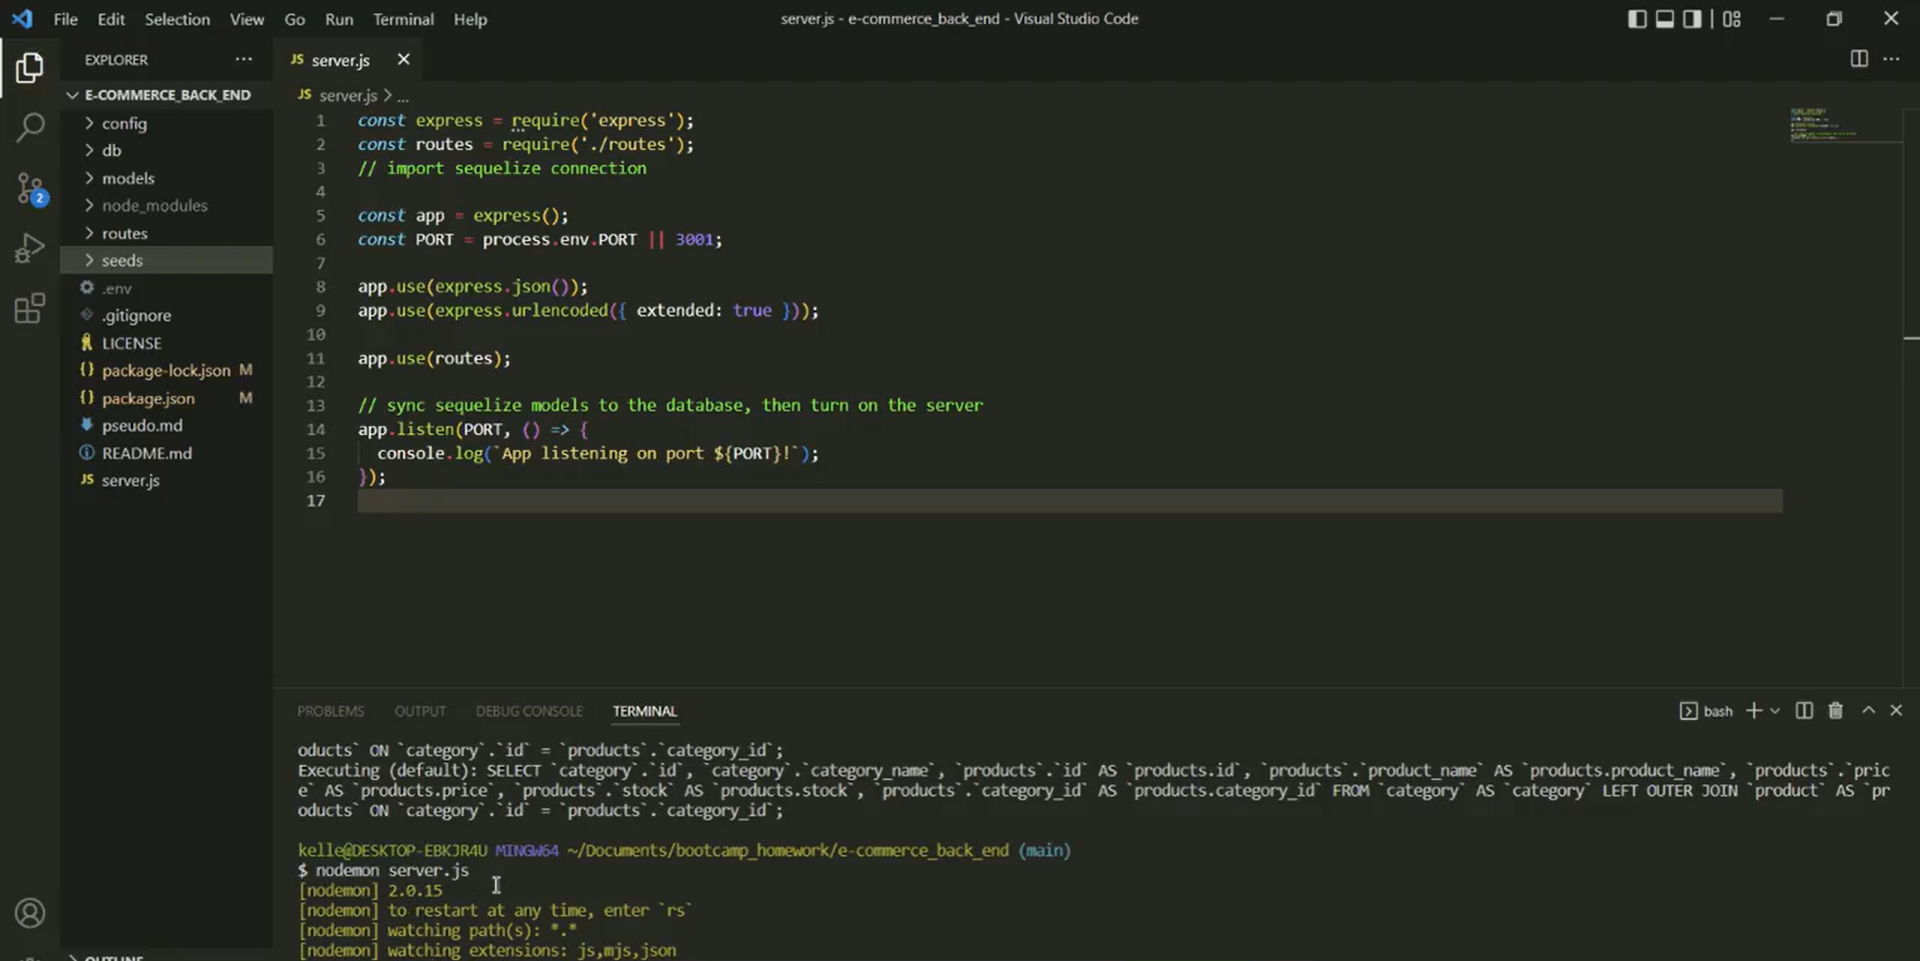 File Edit Selection View Go Run Terminal Help
server.js - e-commerce_back_end - Visual Studio Code
EXPLORER
E-COMMERCE_BACK_END
config
db
models
2
node_modules
routes
seeds
.env
.gitignore
LICENSE
package-lock.json M
package.json M
pseudo.md
README.md
JS server.js
JS server.js
JS server.js > ...
1 const express = require('express');
2 const routes = require('./routes');
3 // import sequelize connection
4
5 const app = express();
6 const PORT = process.env.PORT || 3001;
7
8 app.use(express.json());
9 app.use(express.urlencoded({ extended: true }));
10
11 app.use(routes);
12
13 // sync sequelize models to the database, then turn on the server
14 app.listen(PORT, () => {
15 console.log(`App listening on port ${PORT}!`);
16 });
17
PROBLEMS OUTPUT DEBUG CONSOLE TERMINAL
bash
oducts` ON `category`.`id` = `products`.`category_id`;
Executing (default): SELECT `category`.`id`, `category`.`category_name`, `products`.`id` AS `products.id`, `products`.`product_name` AS `products.product_name`, `products`.`pric
e` AS `products.price`, `products`.`stock` AS `products.stock`, `products`.`category_id` AS `products.category_id` FROM `category` AS `category` LEFT OUTER JOIN `product` AS `pr
oducts` ON `category`.`id` = `products`.`category_id`;
kelle@DESKTOP-EBKJR4U MINGW64 ~/Documents/bootcamp_homework/e-commerce_back_end (main)
$ nodemon server.js
[nodemon] 2.0.15
[nodemon] to restart at any time, enter `rs`
[nodemon] watching path(s): *.*
[nodemon] watching extensions: js,mjs,json
OUTLINE